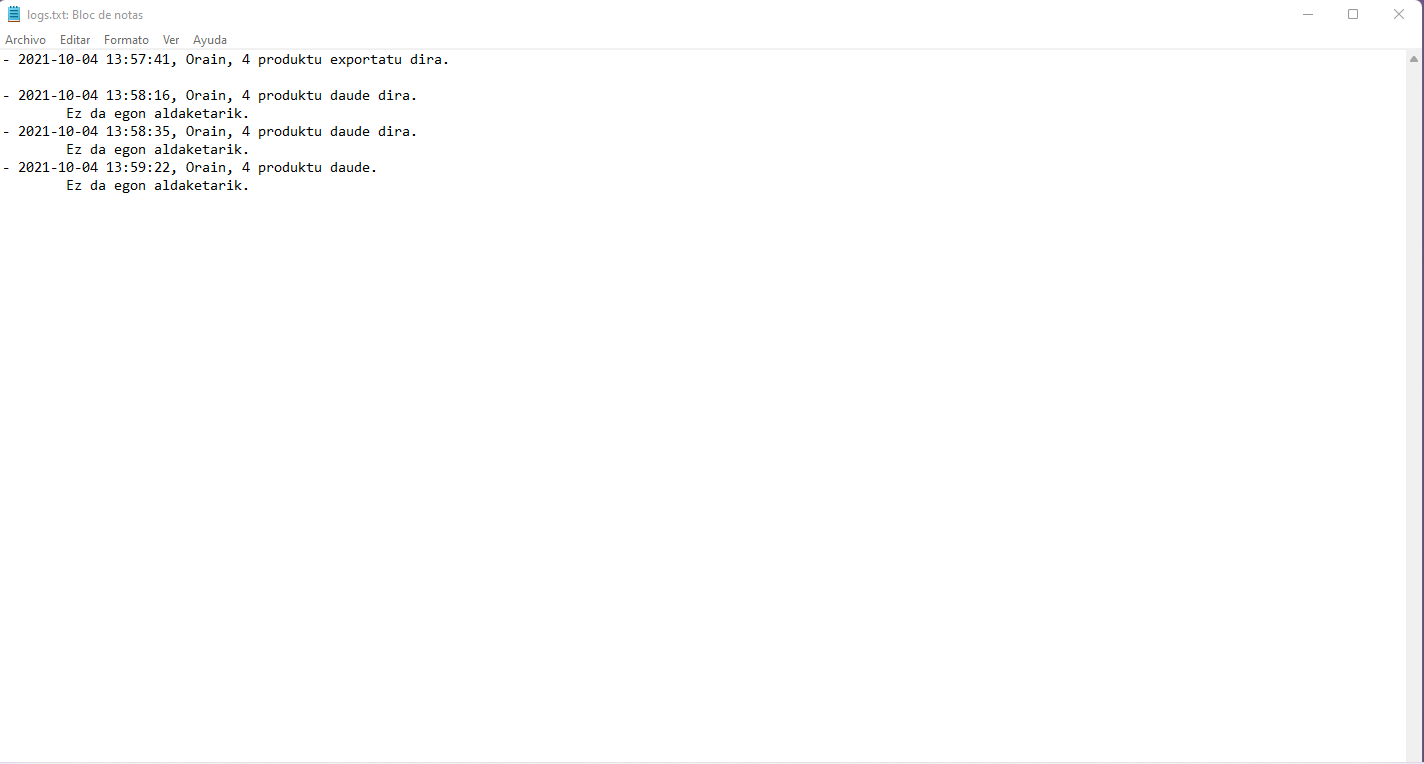 logs.txt: Bloc de notas
Archivo Editar Formato Ver Ayuda
- 2021-10-04 13:57:41, Orain, 4 produktu exportatu dira.
- 2021-10-04 13:58:16, Orain, 4 produktu daude dira.
Ez da egon aldaketarik.
- 2021-10-04 13:58:35, Orain, 4 produktu daude dira.
Ez da egon aldaketarik.
- 2021-10-04 13:59:22, Orain, 4 produktu daude.
Ez da egon aldaketarik.